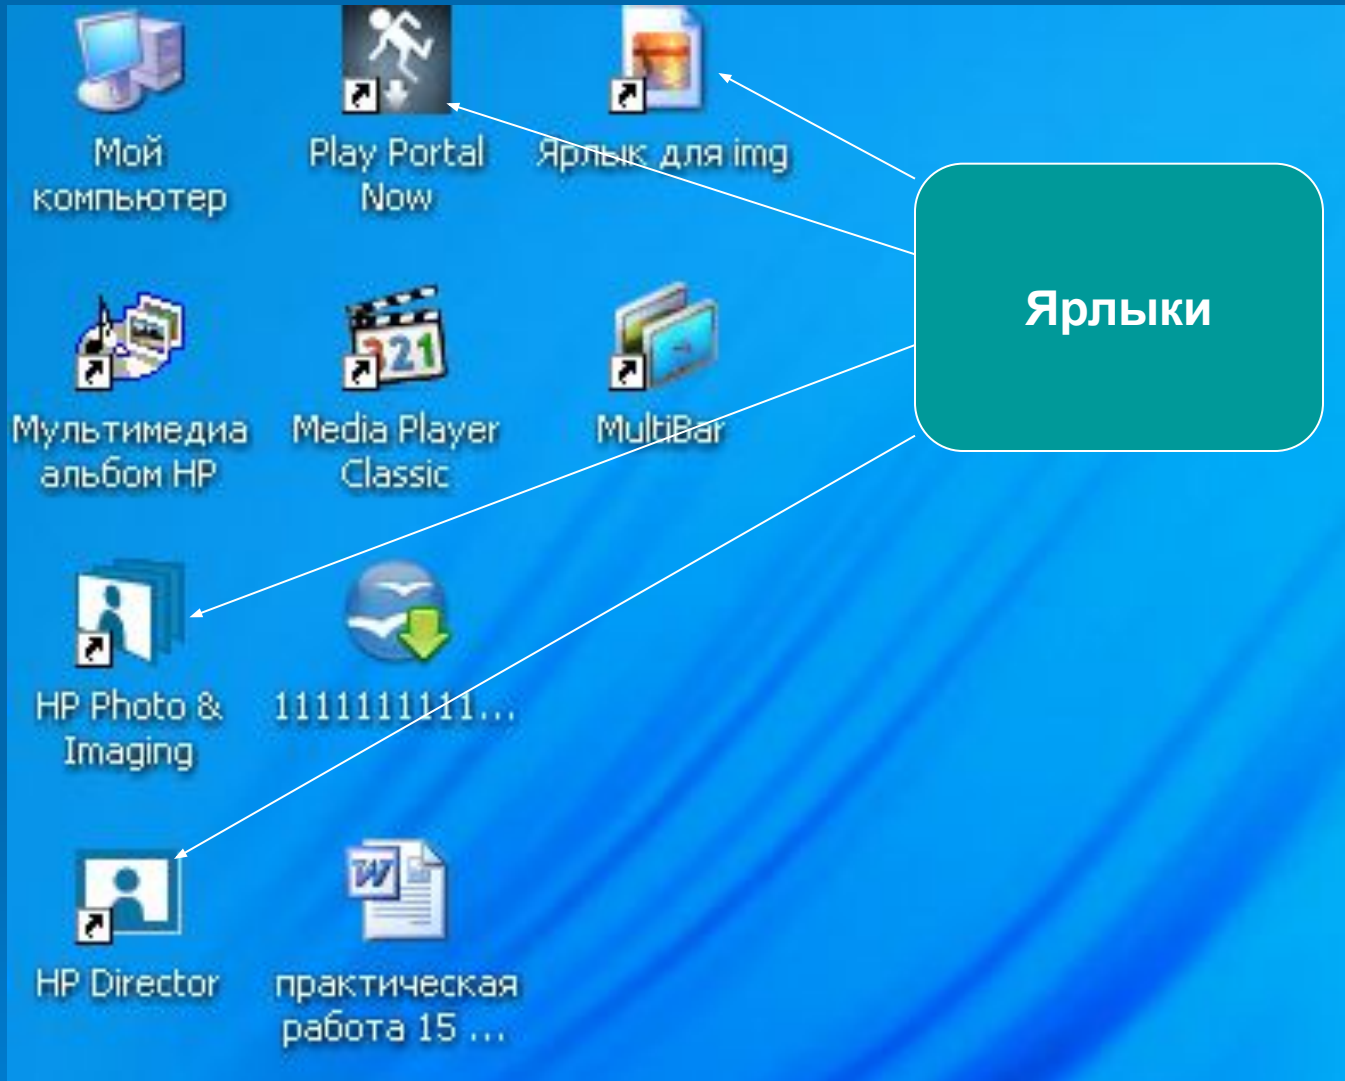 Мой
компьютер
Play Portal
Now
Ярлык для img
Ярлыки
Мультимедиа
альбом HP
Media Player
Classic
321
MultiBar
HP Photo &
Imaging
1111111111...
HP Director
W
практическая
работа 15 ...